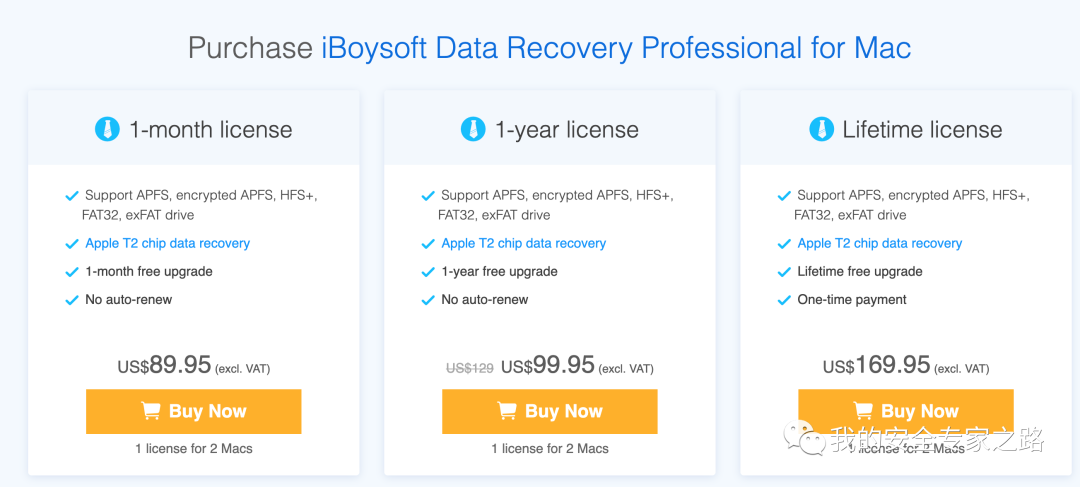 Purchase iBoysoft Data Recovery Professional for Mac
1-month license
Support APFS, encrypted APFS, HFS+,
FAT32, exFAT drive
Apple T2 chip data recovery
1-month free upgrade
No auto-renew
US$89.95 (excl. VAT)
Buy Now
1 license for 2 Macs
1-year license
Support APFS, encrypted APFS, HFS+,
FAT32, exFAT drive
Apple T2 chip data recovery
1-year free upgrade
No auto-renew
US$129 US$99.95 (excl. VAT)
Buy Now
1 license for 2 Macs
Lifetime license
Support APFS, encrypted APFS, HFS+,
FAT32, exFAT drive
Apple T2 chip data recovery
Lifetime free upgrade
One-time payment
US$169.95 (excl. VAT)
Buy Now
1 license for 2 Macs
我的安全专家之路